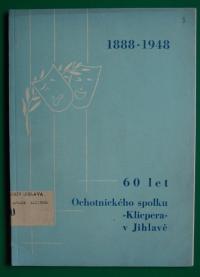 1888-1948
60 let
Ochotnického spolku
-Klicpera-
v Jihlavě